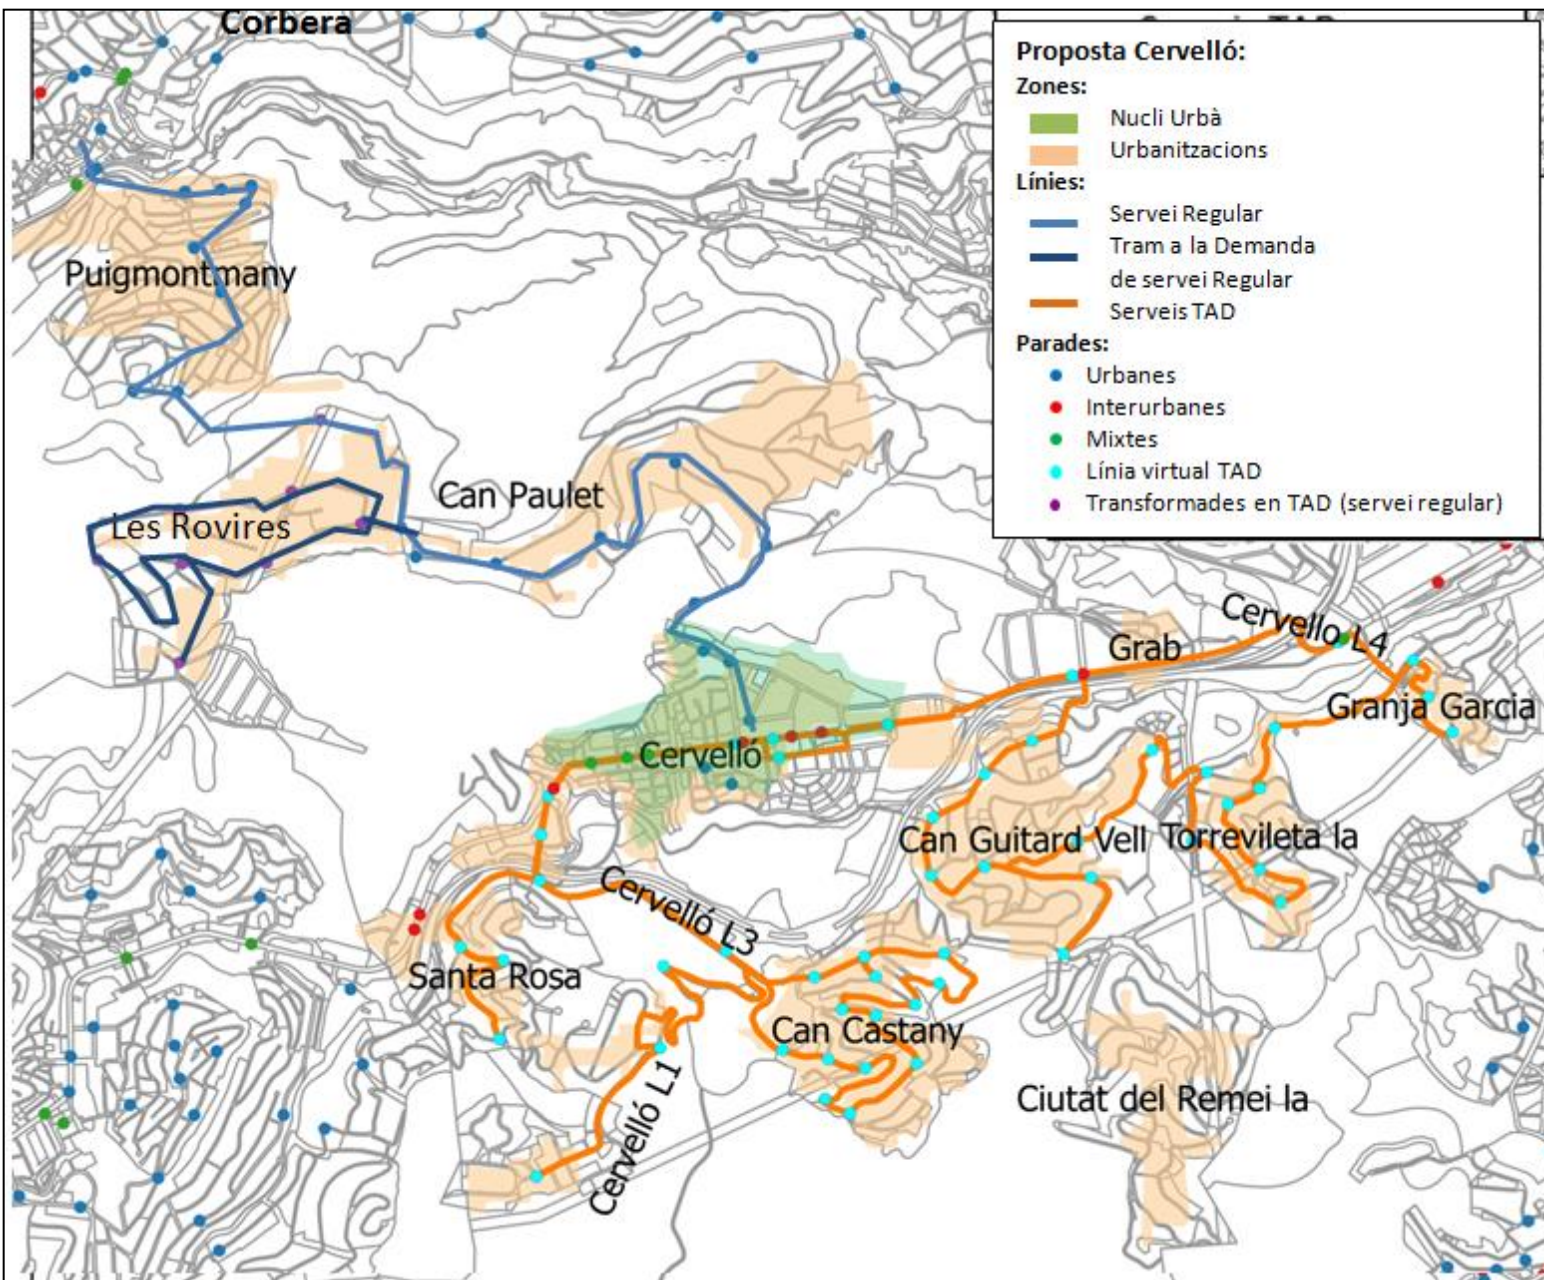 Corbera
Proposta Cervelló:
Zones:
Nucli Urbà
Urbanitzacions
Línies:
Servei Regular
Tram a la Demanda
de servei Regular
Serveis TAD
Parades:
Urbanes
Interurbanes
Mixtes
Línia virtual TAD
Transformades en TAD (servei regular)
Puigmontmany
Can Paulet
Les Rovires
Cervello L4
Grab
Granja Garcia
Cervelló
Can Guitard Vell
Torrevileta la
Cervelló L3
Santa Rosa
Can Castany
Cervelló L1
Ciutat del Remei la